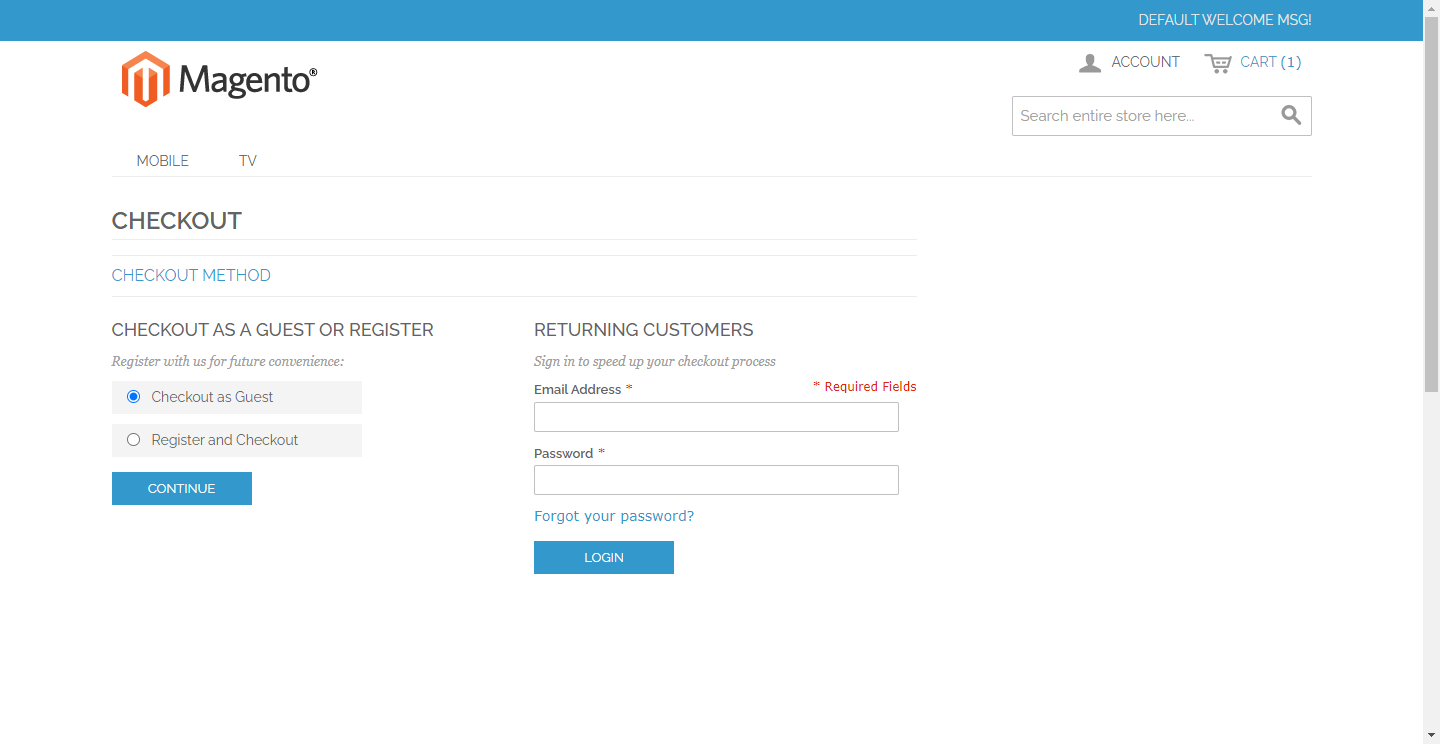 DEFAULT WELCOME MSG!
Magento®
ACCOUNT
CART (1)
Search entire store here...
MOBILE
TV
CHECKOUT
CHECKOUT METHOD
CHECKOUT AS A GUEST OR REGISTER
Register with us for future convenience:
Checkout as Guest
Register and Checkout
CONTINUE
RETURNING CUSTOMERS
Sign in to speed up your checkout process
* Required Fields
Email Address *
Password *
Forgot your password?
LOGIN